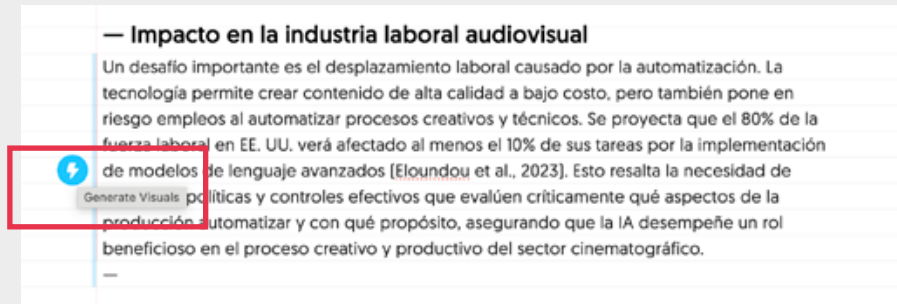 — Impacto en la industria laboral audiovisual
Un desafío importante es el desplazamiento laboral causado por la automatización. La
tecnología permite crear contenido de alta calidad a bajo costo, pero también pone en
riesgo empleos al automatizar procesos creativos y técnicos. Se proyecta que el 80% de la
fuerza laboral en EE. UU. verá afectado al menos el 10% de sus tareas por la implementación
de modelos de lenguaje avanzados (Eloundou et al., 2023). Esto resalta la necesidad de
Generate Visuals
políticas y controles efectivos que evalúen críticamente qué aspectos de la
producción automatizar y con qué propósito, asegurando que la IA desempeñe un rol
beneficioso en el proceso creativo y productivo del sector cinematográfico.
—